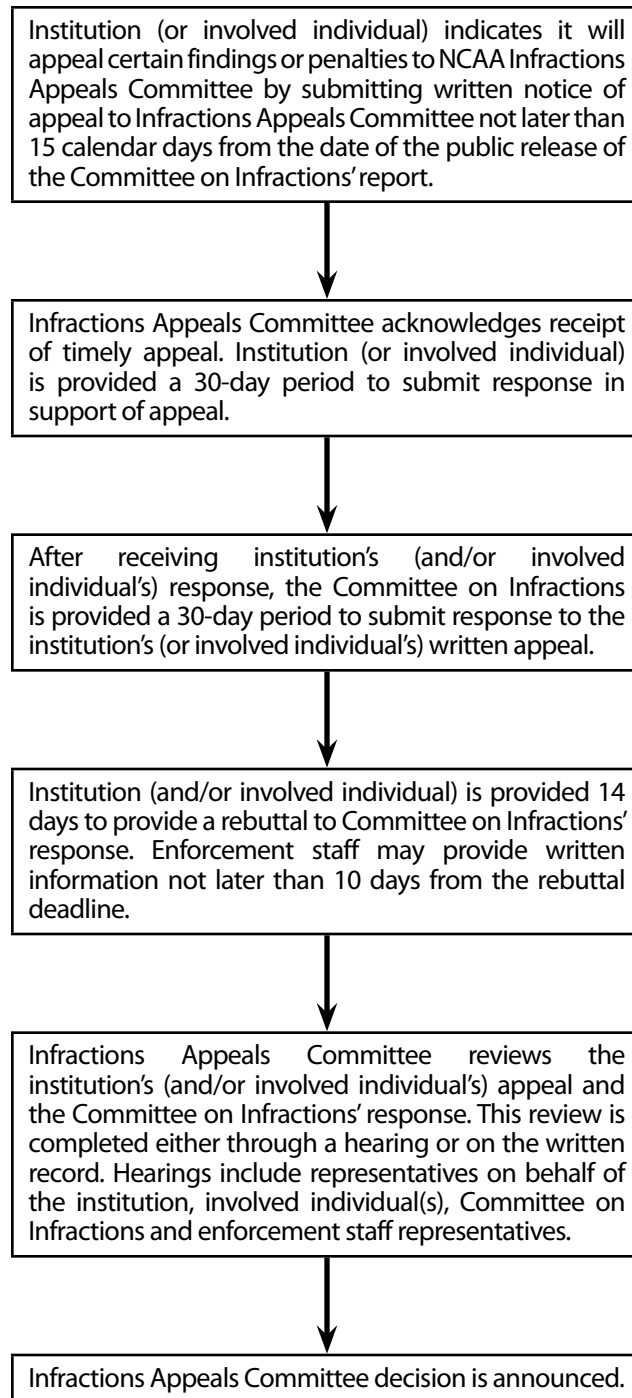 Institution (or involved individual) indicates it will
appeal certain findings or penalties to NCAA Infractions
Appeals Committee by submitting written notice of
appeal to Infractions Appeals Committee not later than
15 calendar days from the date of the public release of
the Committee on Infractions’ report.
Infractions Appeals Committee acknowledges receipt
of timely appeal. Institution (or involved individual)
is provided a 30-day period to submit response in
support of appeal.
After receiving institution’s (and/or involved
individual’s) response, the Committee on Infractions
is provided a 30-day period to submit response to the
institution’s (or involved individual’s) written appeal.
Institution (and/or involved individual) is provided 14
days to provide a rebuttal to Committee on Infractions’
response. Enforcement staff may provide written
information not later than 10 days from the rebuttal
deadline.
Infractions Appeals Committee reviews the
institution’s (and/or involved individual’s) appeal and
the Committee on Infractions’ response. This review is
completed either through a hearing or on the written
record. Hearings include representatives on behalf of
the institution, involved individual(s), Committee on
Infractions and enforcement staff representatives.
Infractions Appeals Committee decision is announced.